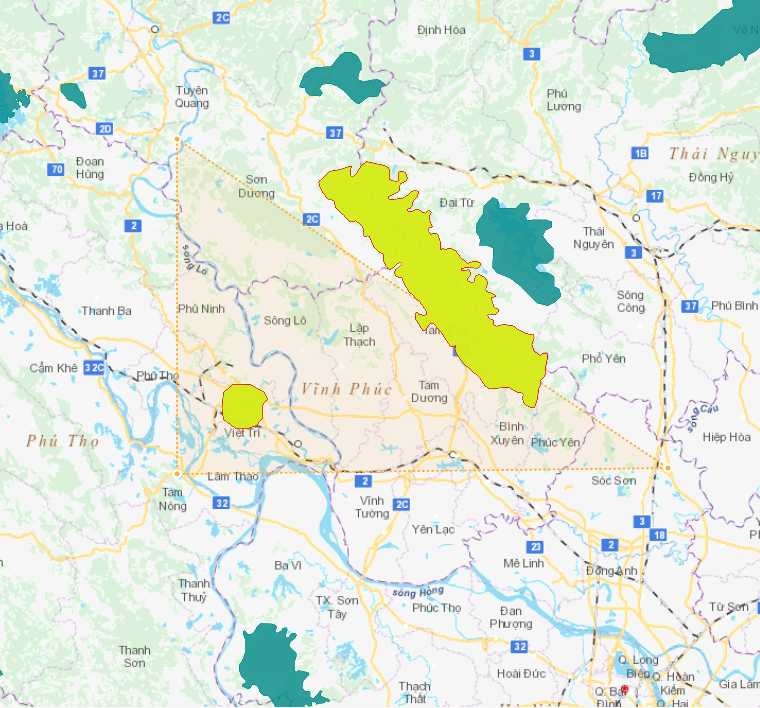 2C
Định Hóa
3
37
Tuyên
Quang
Phú
Lương
2D
37
1B
Thái Nguy
70
Đoan
Hùng
Sơn
Dương
Đại Từ
17
Đồng Hỷ
2C
2
Hoà
Thái
Nguyên
3
sông Lô
Thanh Ba
Phù Ninh
Sông Lô
Lập
Thạch
Sông
Công
37
Phú Bình
Cẩm Khê
32C
Phú Thọ
Phổ Yên
Vĩnh Phúc
Tam
Dương
sông Cầu
Phú Thọ
Việt Trì
Bình
Xuyên
Phúc Yên
Hiệp Hòa
Lâm Thao
2
Sóc Sơn
Tam
Nông
32
Vĩnh
Tường
2C
Yên Lạc
3
18
23
2
Mê Linh
Ba Vì
Đông Anh
Thanh
Thuỷ
sông Hồng
TX. Sơn
Tây
Phúc Thọ
Đan
Phượng
Từ Sơn
Thanh
Sơn
32
Hoài Đức
Q. Long
Biên
Q. Hoàn
Kiếm
Gia Lâm
Thạch
Thất
Q. Ba
Đình
Q. Hai